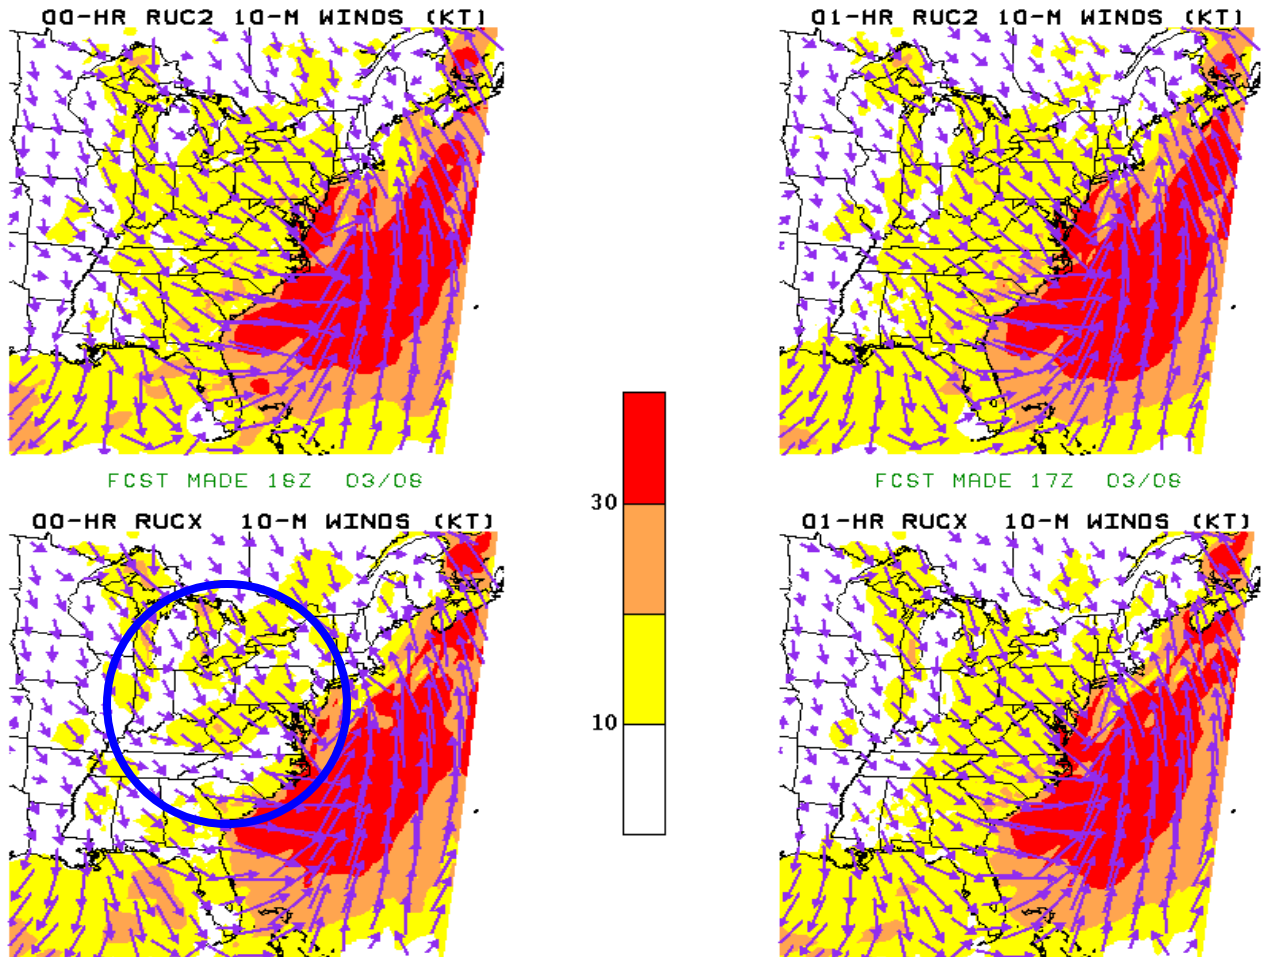 00-HR RUC2 10-M WINDS (KT)
01-HR RUC2 10-M WINDS (KT)
FCST MADE 18Z 03/08
FCST MADE 17Z 03/08
30
10
00-HR RUCX 10-M WINDS (KT)
01-HR RUCX 10-M WINDS (KT)